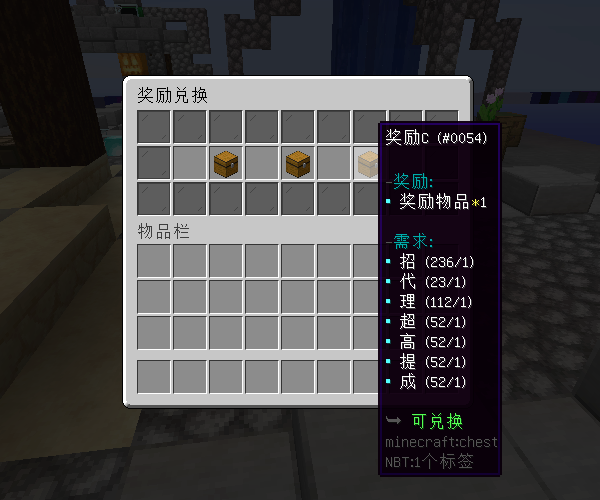 奖励兑换
物品栏
奖励C (#0054)
-奖励:
▪ 奖励物品*1
-需求:
▪ 招 (236/1)
▪ 代 (23/1)
▪ 理 (112/1)
▪ 超 (52/1)
▪ 高 (52/1)
▪ 提 (52/1)
▪ 成 (52/1)
➥ 可兑换
minecraft:chest
NBT:1个标签